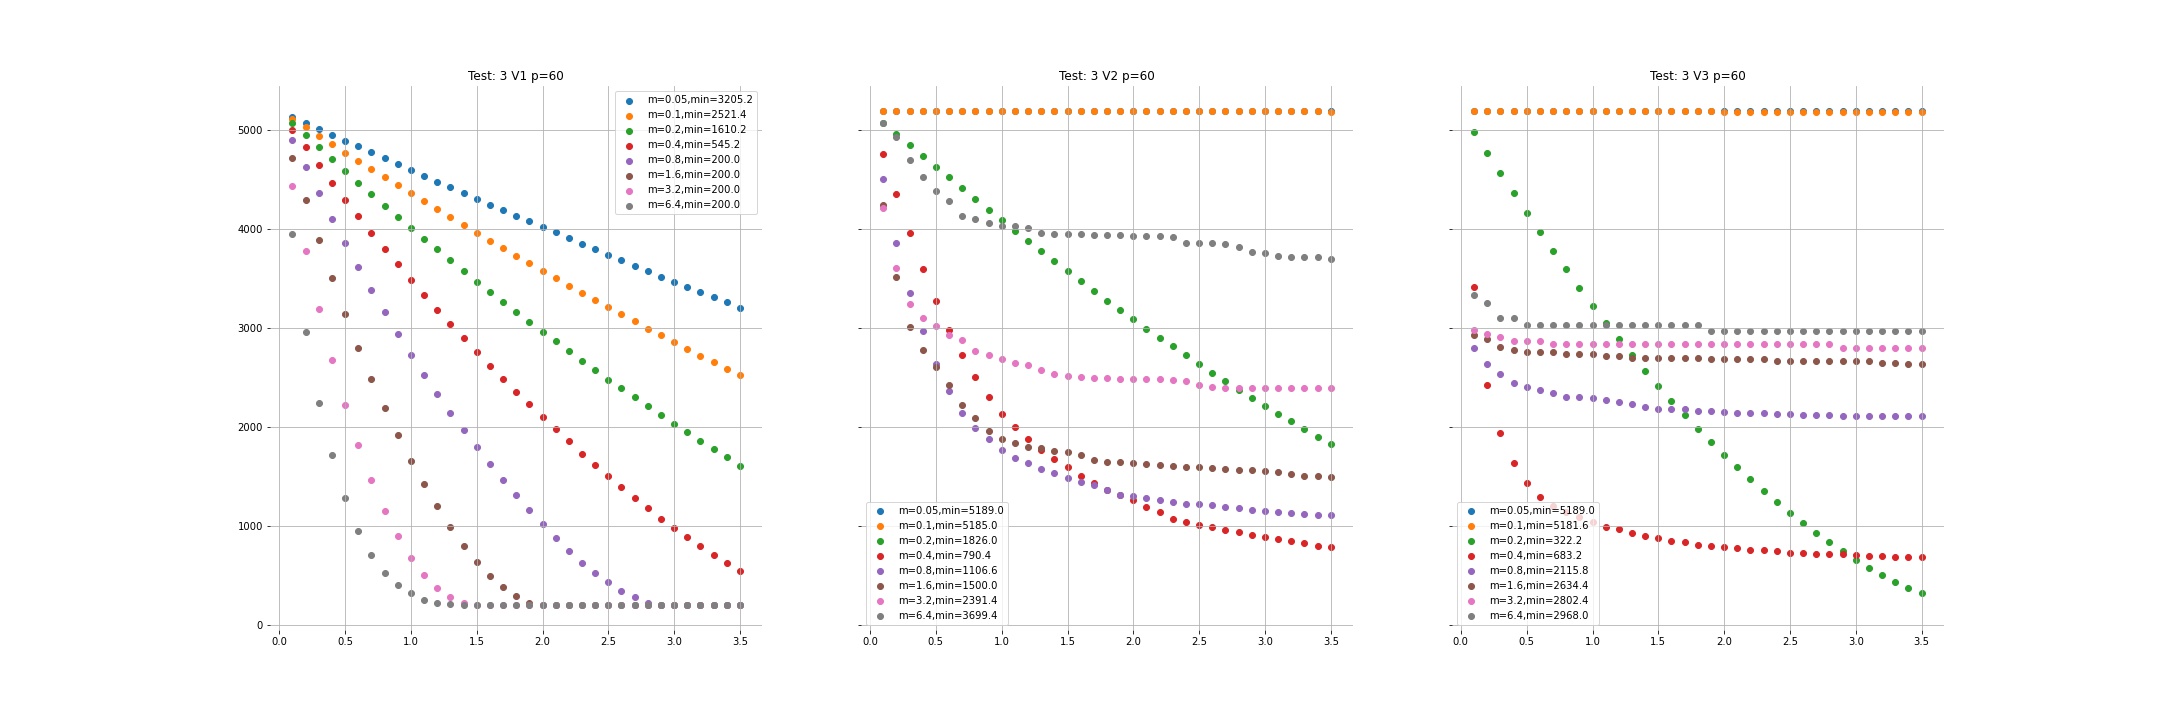 Test: 3 V1 p=60
5000
4000
3000
2000
1000
0
0.0 0.5 1.0 1.5 2.0 2.5 3.0 3.5
m=0.05,min=3205.2
m=0.1,min=2521.4
m=0.2,min=1610.2
m=0.4,min=545.2
m=0.8,min=200.0
m=1.6,min=200.0
m=3.2,min=200.0
m=6.4,min=200.0
Test: 3 V2 p=60
m=0.05,min=5189.0
m=0.1,min=5185.0
m=0.2,min=1826.0
m=0.4,min=790.4
m=0.8,min=1106.6
m=1.6,min=1500.0
m=3.2,min=2391.4
m=6.4,min=3699.4
0.0 0.5 1.0 1.5 2.0 2.5 3.0 3.5
Test: 3 V3 p=60
m=0.05,min=5189.0
m=0.1,min=5181.6
m=0.2,min=322.2
m=0.4,min=683.2
m=0.8,min=2115.8
m=1.6,min=2634.4
m=3.2,min=2802.4
m=6.4,min=2968.0
0.0 0.5 1.0 1.5 2.0 2.5 3.0 3.5